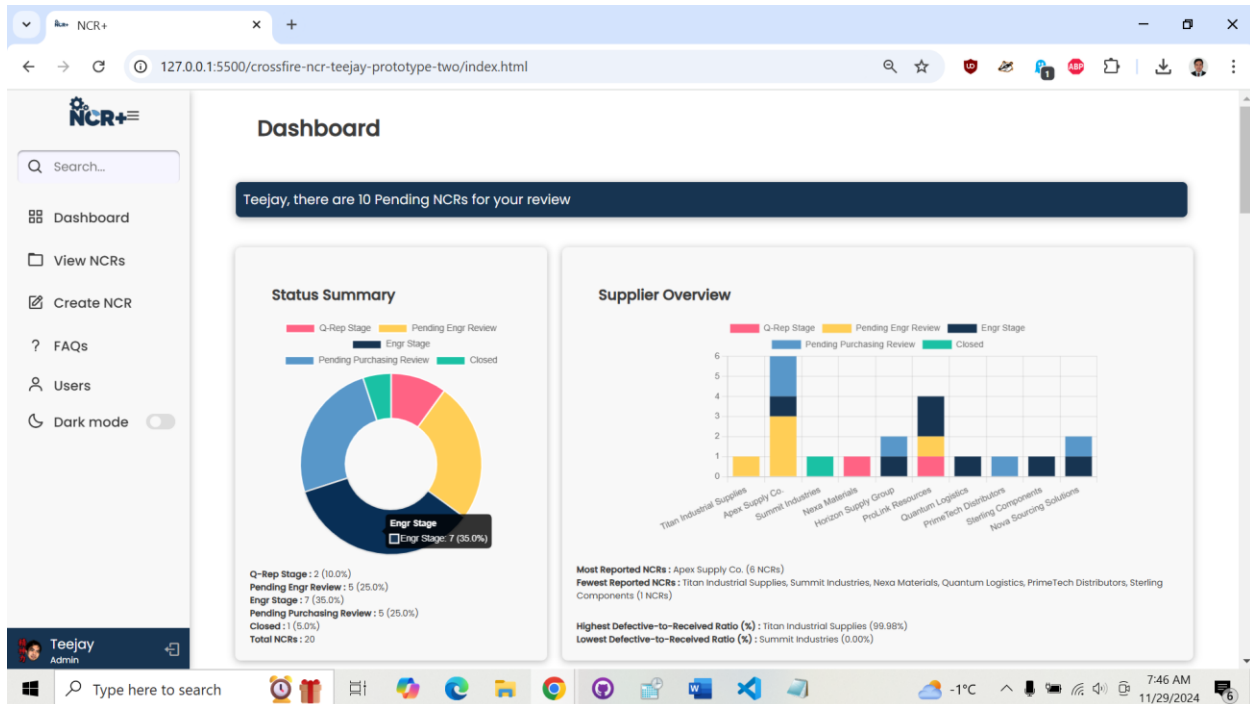 NCR+
127.0.0.1:5500/crossfire-ncr-teejay-prototype-two/index.html
1
ABP
NCR+
Search...
Dashboard
View NCRs
Create NCR
FAQs
Users
Dark mode
Teejay
Admin
Dashboard
Teejay, there are 10 Pending NCRs for your review
Status Summary
Q-Rep Stage Pending Engr Review
Engr Stage
Pending Purchasing Review Closed
Engr Stage
Engr Stage: 7 (35.0%)
Q-Rep Stage : 2 (10.0%)
Pending Engr Review : 5 (25.0%)
Engr Stage : 7 (35.0%)
Pending Purchasing Review : 5 (25.0%)
Closed : 1 (5.0%)
Total NCRs : 20
Supplier Overview
Q-Rep Stage Pending Engr Review Engr Stage
Pending Purchasing Review Closed
6
5
4
3
2
1
0
Titan Industrial Supplies
Apex Supply Co.
Summit Industries
Nexa Materials
Horizon Supply Group
ProLink Resources
Quantum Logistics
PrimeTech Distributors
Sterling Components
Nova Sourcing Solutions
Most Reported NCRs : Apex Supply Co. (6 NCRs)
Fewest Reported NCRs : Titan Industrial Supplies, Summit Industries, Nexa Materials, Quantum Logistics, PrimeTech Distributors, Sterling
Components (1 NCRs)
Highest Defective-to-Received Ratio (%) : Titan Industrial Supplies (99.98%)
Lowest Defective-to-Received Ratio (%) : Summit Industries (0.00%)
Type here to search
-1°C
7:46 AM
11/29/2024
6